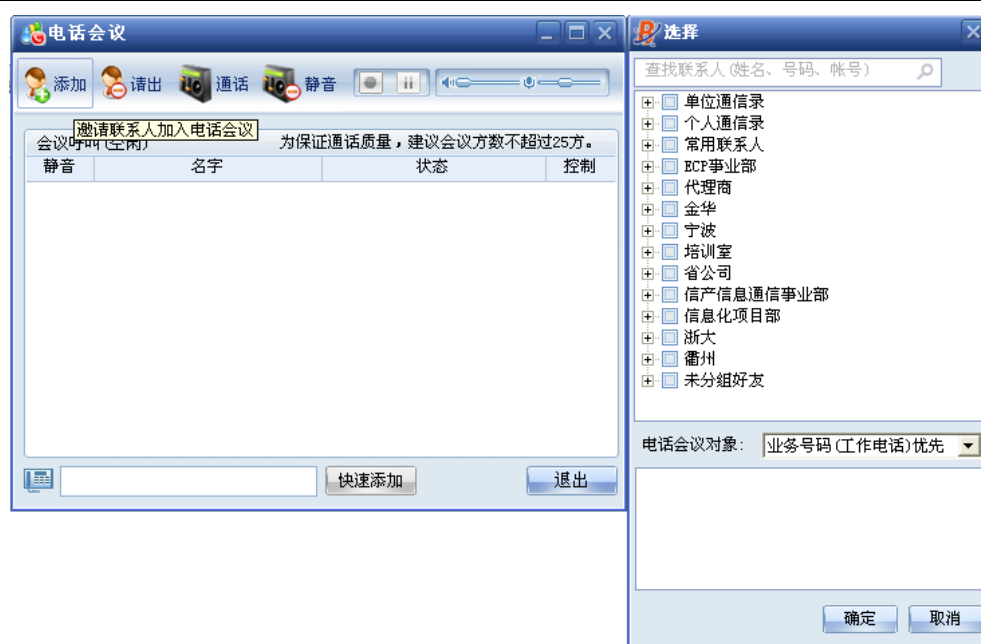 电话会议
添加 请出 通话 静音
邀请联系人加入电话会议
会议呼叫(空闲) 为保证通话质量，建议会议方数不超过25方。
静音 名字 状态 控制
快速添加 退出
选择
查找联系人(姓名、号码、帐号)
单位通信录
个人通信录
常用联系人
ECP事业部
代理商
金华
宁波
培训室
省公司
信产信息通信事业部
信息化项目部
浙大
衢州
未分组好友
电话会议对象: 业务号码(工作电话)优先
确定 取消